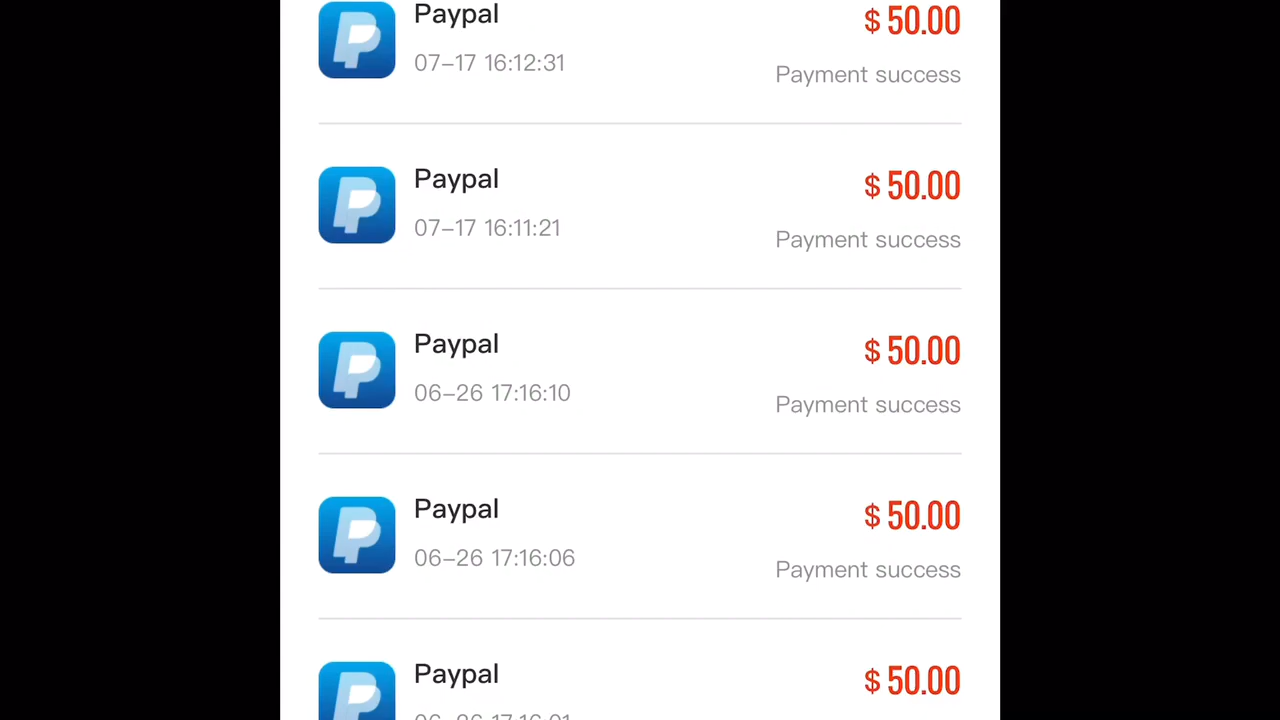 Paypal
$ 50.00
07-17 16:12:31
Payment success
Paypal
$ 50.00
07-17 16:11:21
Payment success
Paypal
$ 50.00
06-26 17:16:10
Payment success
Paypal
$ 50.00
06-26 17:16:06
Payment success
Paypal
$ 50.00